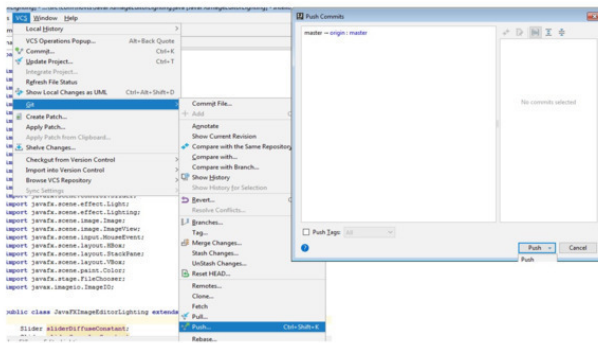 VCS Window Help
Local History
VCS Operations Popup... Alt+Back Quote
Commit... Ctrl+K
Update Project... Ctrl+T
Integrate Project...
Refresh File Status
Show Local Changes as UML Ctrl+Alt+Shift+D
Git
Create Patch...
Apply Patch...
Apply Patch from Clipboard...
Shelve Changes...
Checkout from Version Control
Import into Version Control
Browse VCS Repository
Sync Settings
Commit File...
Add
Annotate
Show Current Revision
Compare with the Same Repository
Compare with...
Compare with Branch...
Show History
Show History for Selection
Revert...
Resolve Conflicts...
Branches...
Tag...
Merge Changes...
Stash Changes...
UnStash Changes...
Reset HEAD...
Remotes...
Clone...
Fetch
Pull...
Push... Ctrl+Shift+K
Rebase...
import javafx.scene.effect.Light;
import javafx.scene.effect.Lighting;
import javafx.scene.image.Image;
import javafx.scene.image.ImageView;
import javafx.scene.input.MouseEvent;
import javafx.scene.layout.HBox;
import javafx.scene.layout.StackPane;
import javafx.scene.layout.VBox;
import javafx.scene.paint.Color;
import javafx.stage.FileChooser;
import javax.imageio.ImageIO;
public class JavaFXImageEditorLighting extends
Slider sliderDiffuseConstant;
Push Commits
master → origin : master
No commits selected
Push Tags: All
Push Cancel
Push